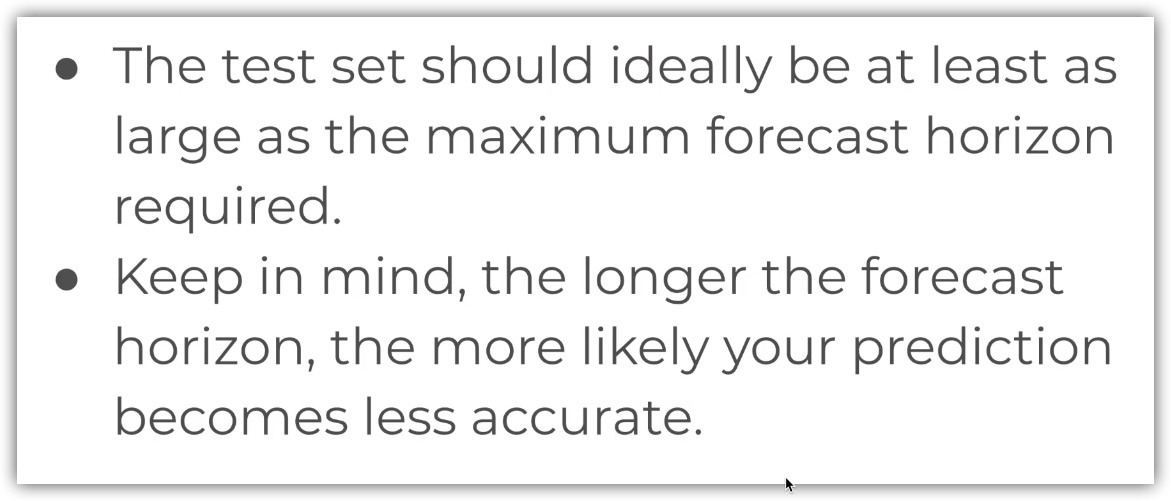 ● The test set should ideally be at least as
large as the maximum forecast horizon
required.
● Keep in mind, the longer the forecast
horizon, the more likely your prediction
becomes less accurate.